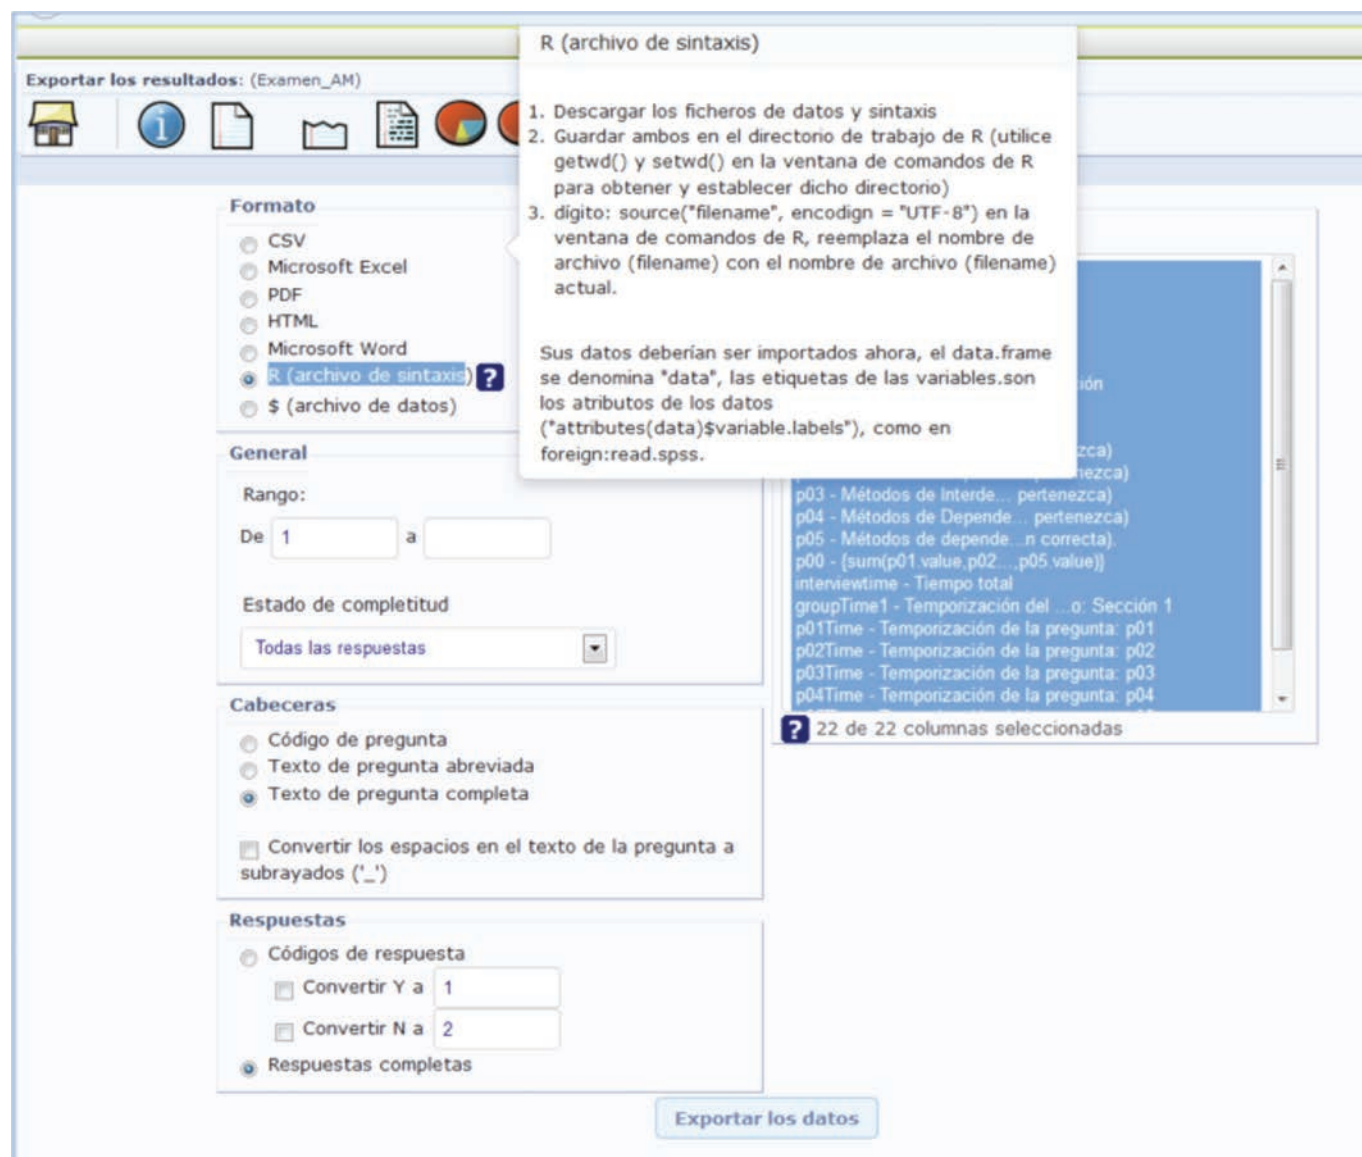 Exportar los resultados: (Examen_AM)
R (archivo de sintaxis)
1. Descargar los ficheros de datos y sintaxis
2. Guardar ambos en el directorio de trabajo de R (utilice
getwd() y setwd() en la ventana de comandos de R
para obtener y establecer dicho directorio)
3. dígito: source("filename", encodign = "UTF-8") en la
ventana de comandos de R, reemplaza el nombre de
archivo (filename) con el nombre de archivo (filename)
actual.
Sus datos deberían ser importados ahora, el data.frame
se denomina "data", las etiquetas de las variables.son
los atributos de los datos
("attributes(data)$variable.labels"), como en
foreign:read.spss.
Formato
CSV
Microsoft Excel
PDF
HTML
Microsoft Word
R (archivo de sintaxis) ?
$ (archivo de datos)
General
Rango:
De 1 a
Estado de completitud
Todas las respuestas
Cabeceras
Código de pregunta
Texto de pregunta abreviada
Texto de pregunta completa
Convertir los espacios en el texto de la pregunta a
subrayados ('_')
Respuestas
Códigos de respuesta
Convertir Y a 1
Convertir N a 2
Respuestas completas
ión
zca)
nezca)
p03 - Métodos de Interde... pertenezca)
p04 - Métodos de Depende... pertenezca)
p05 - Métodos de depende...n correcta).
p00 - {sum(p01.value,p02...,p05.value)}
interviewtime - Tiempo total
groupTime1 - Temporización del ...o: Sección 1
p01Time - Temporización de la pregunta: p01
p02Time - Temporización de la pregunta: p02
p03Time - Temporización de la pregunta: p03
p04Time - Temporización de la pregunta: p04
? 22 de 22 columnas seleccionadas
Exportar los datos